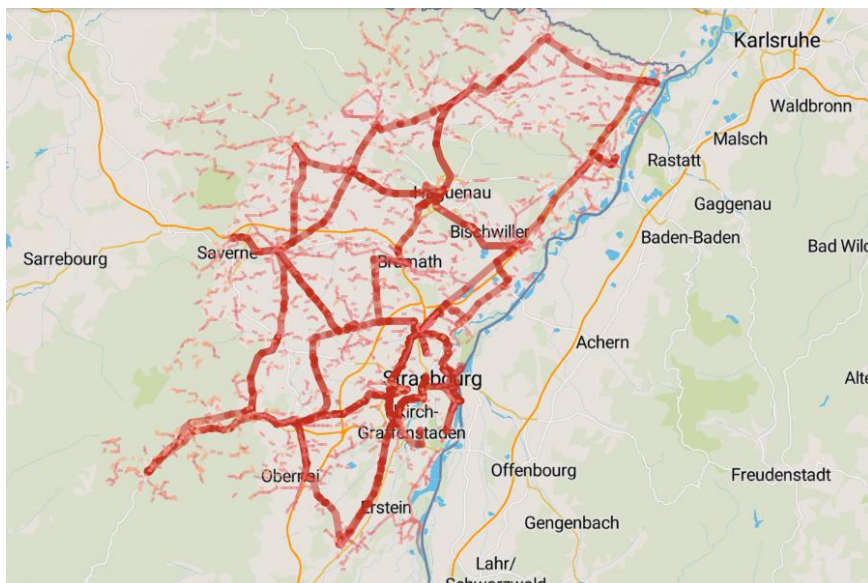 Karlsruhe
Waldbronn
Malsch
Rastatt
Haguenau
Gaggenau
Bischwiller
Baden-Baden
Bad Wild
Saverne
Sarrebourg
Brumath
Achern
Strasbourg
Alte
Illkirch-
Graffenstaden
Obernai
Offenbourg
Freudenstadt
Erstein
Gengenbach
Lahr/
Schwarzwald